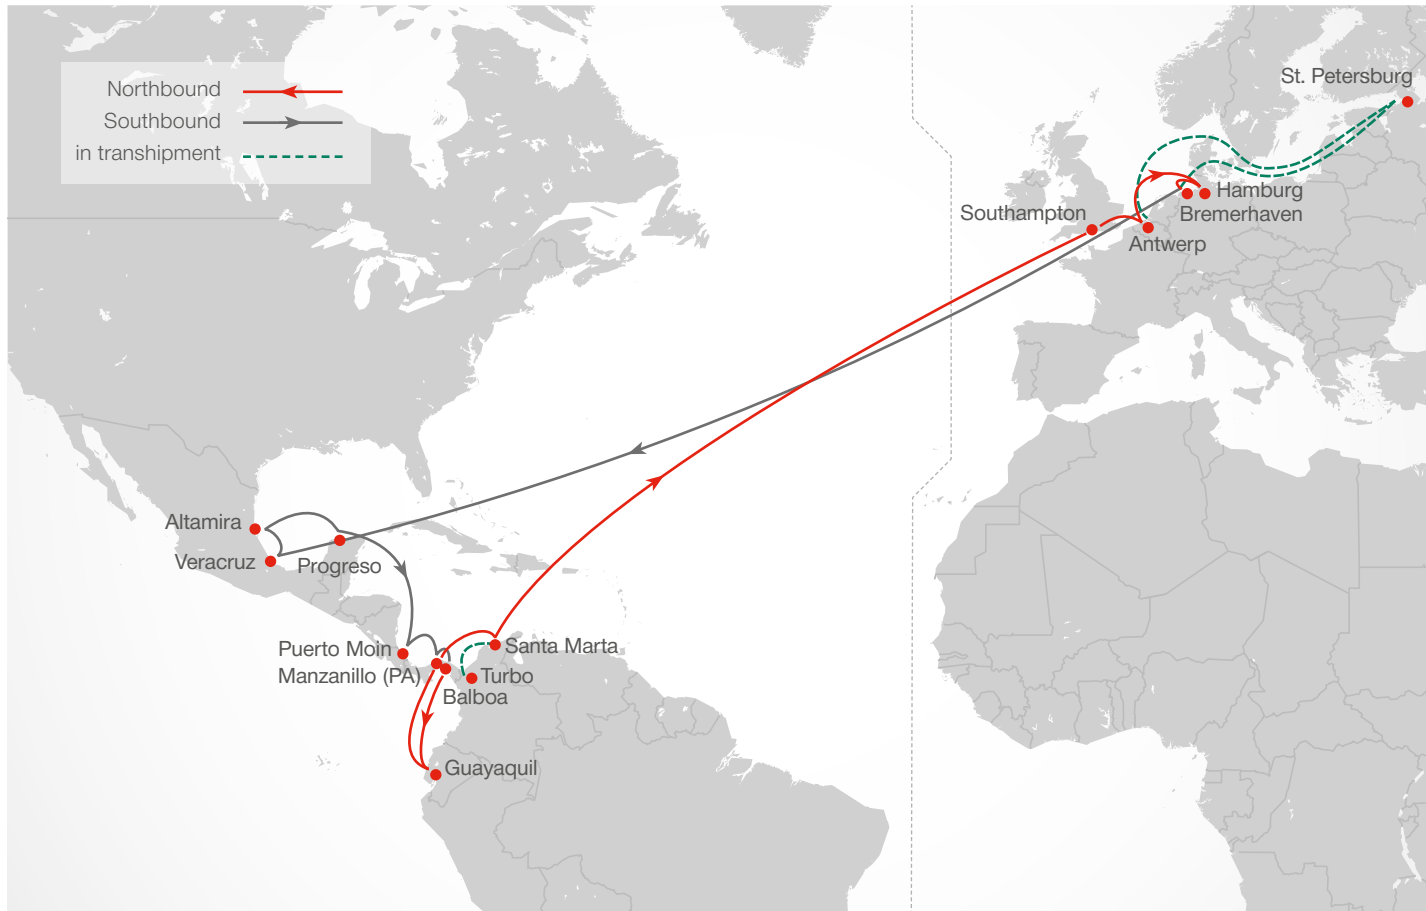 Northbound
Southbound
in transhipment
St. Petersburg
Hamburg
Bremerhaven
Southampton
Antwerp
Altamira
Veracruz
Progreso
Puerto Moin
Santa Marta
Manzanillo (PA)
Turbo
Balboa
Guayaquil